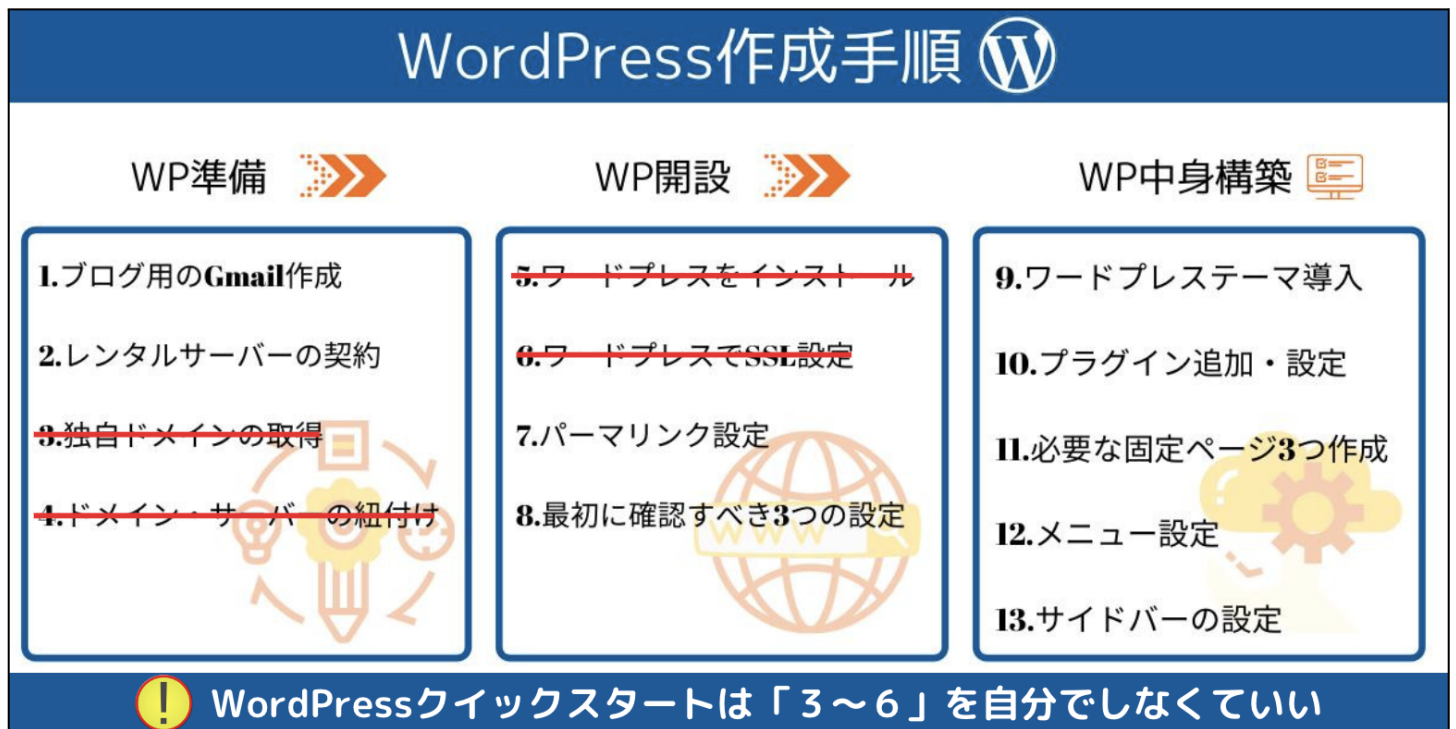 WordPress作成手順
WP準備
1.ブログ用のGmail作成
2.レンタルサーバーの契約
3.独自ドメインの取得
4.ドメイン・サーバーの紐付け
WP開設
5.ワードプレスをインストール
6.ワードプレスでSSL設定
7.パーマリンク設定
8.最初に確認すべき3つの設定
WWW
WP中身構築
9.ワードプレステーマ導入
10.プラグイン追加・設定
11.必要な固定ページ3つ作成
12.メニュー設定
13.サイドバーの設定
! WordPressクイックスタートは「3〜6」を自分でしなくていい